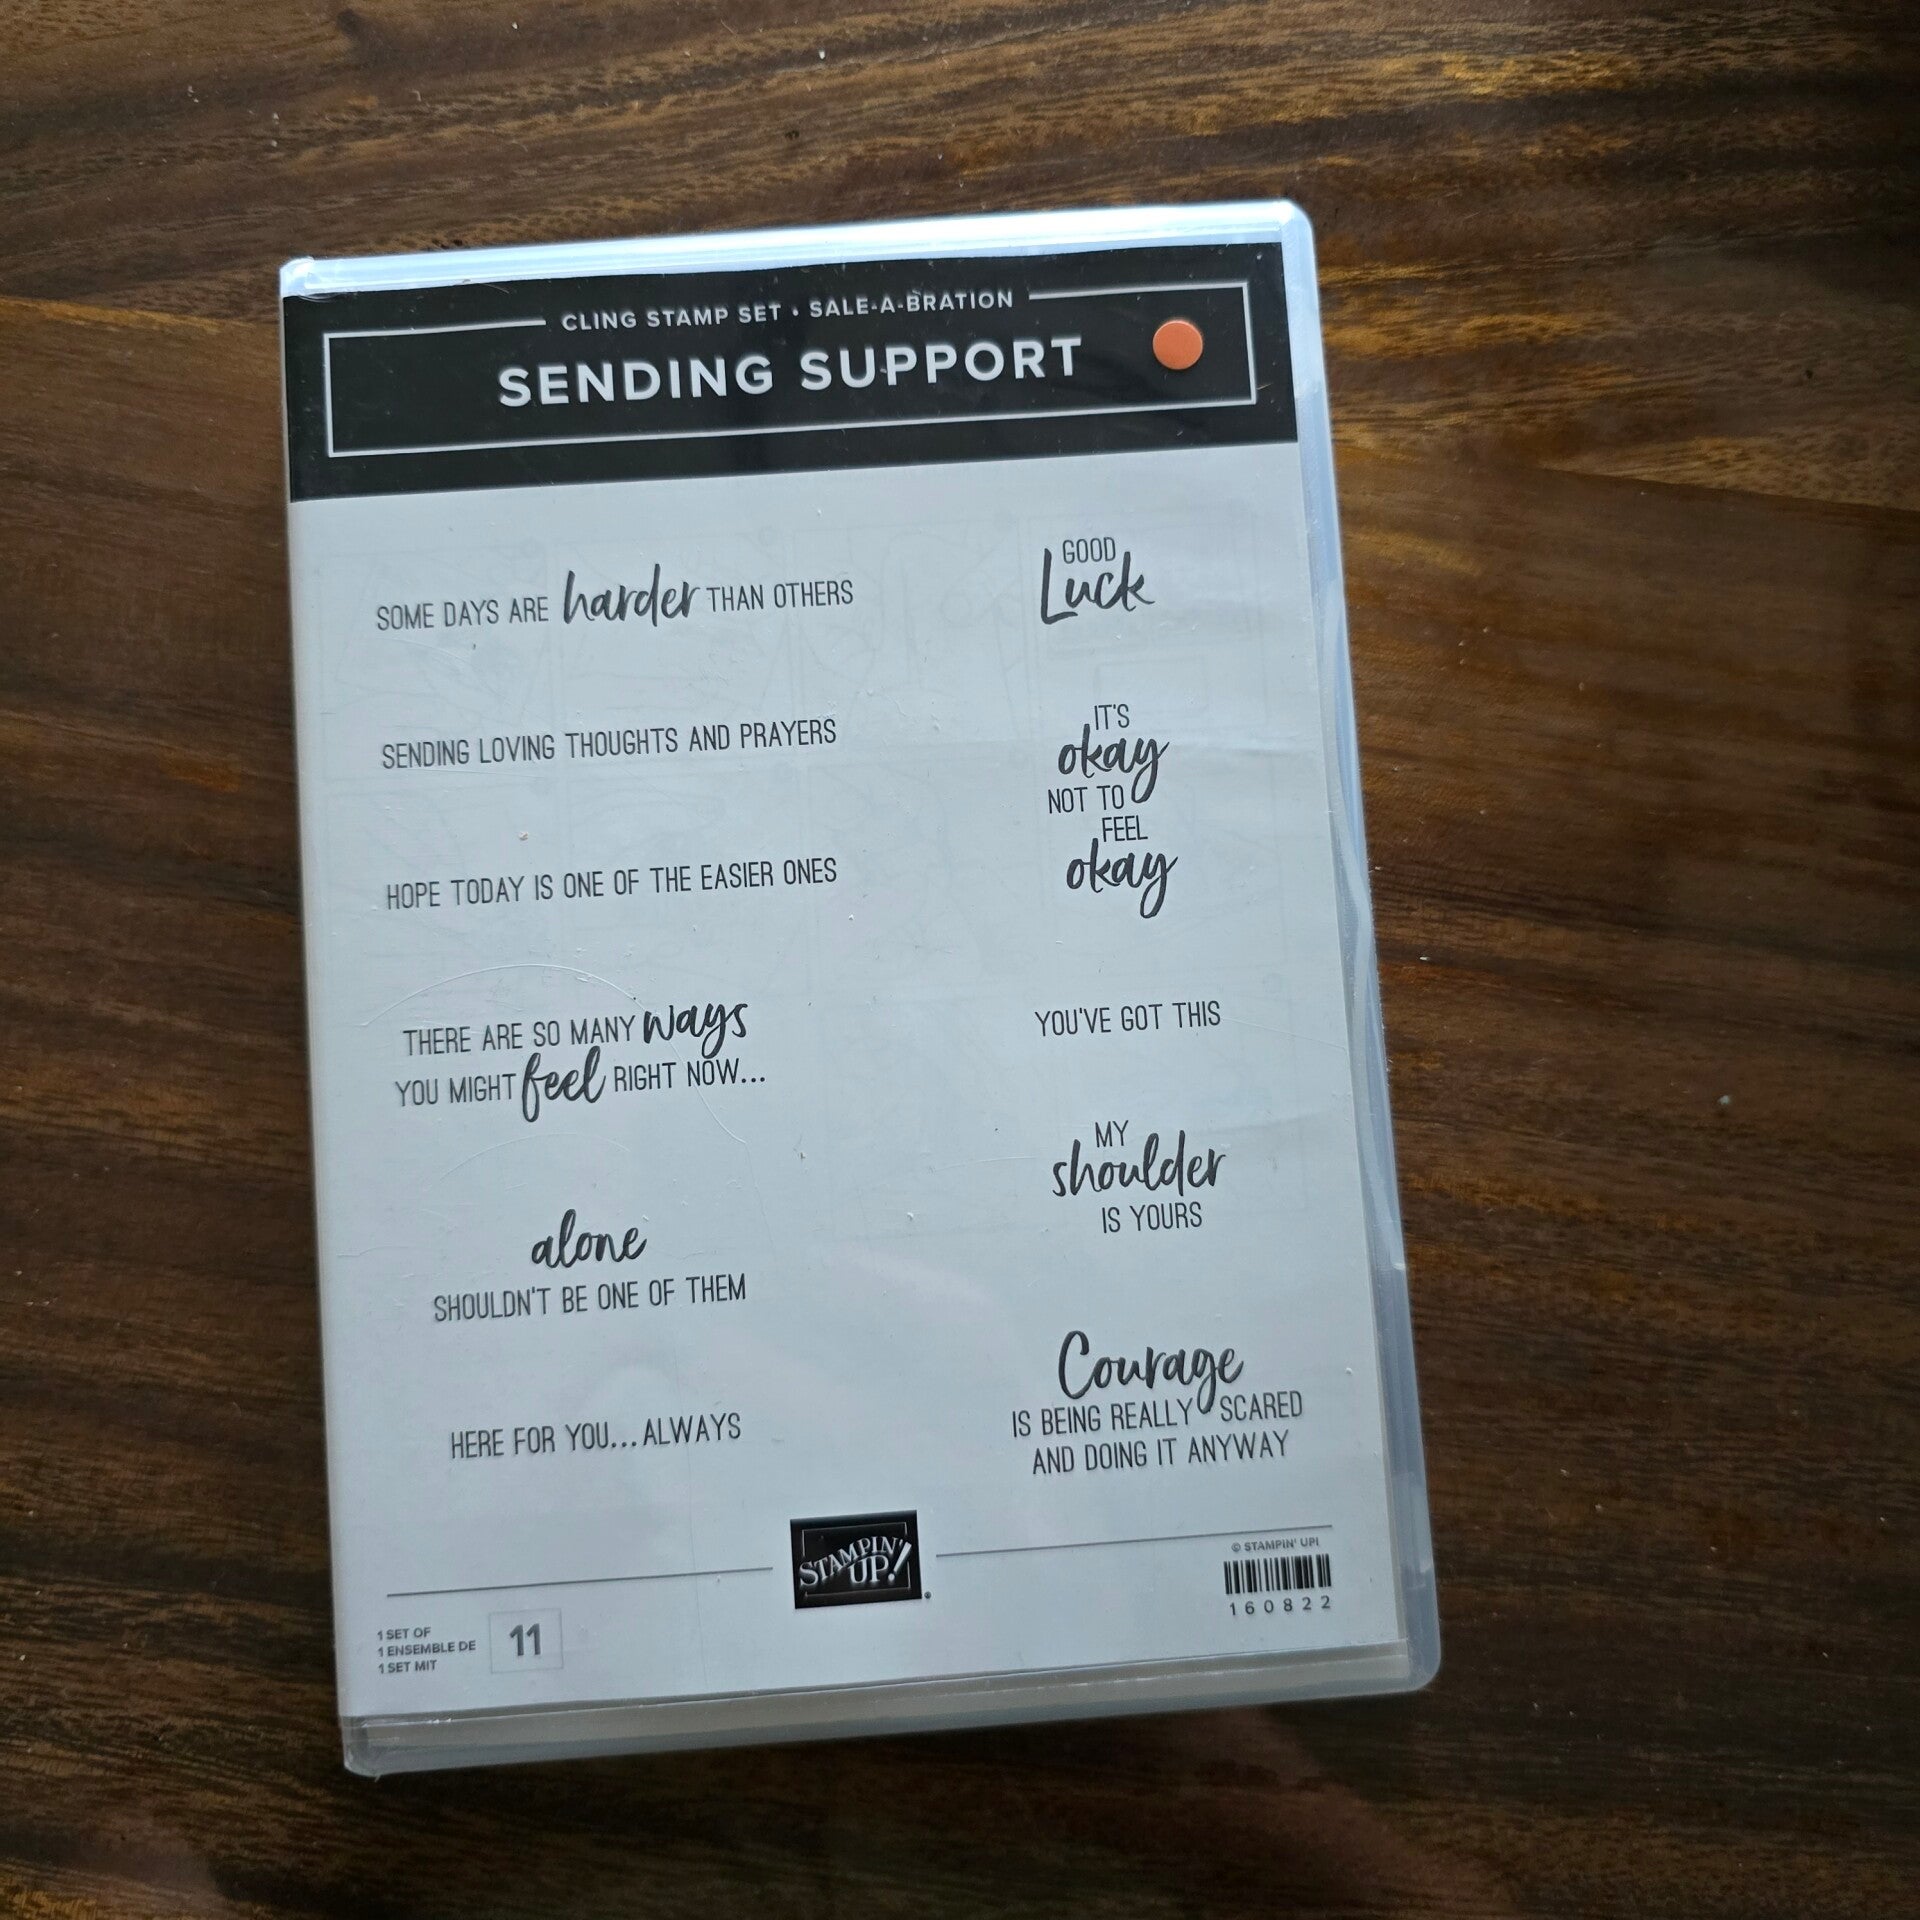 CLING STAMP SET • SALE-A-BRATION
SENDING SUPPORT
SOME DAYS ARE harder THAN OTHERS
SENDING LOVING THOUGHTS AND PRAYERS
HOPE TODAY IS ONE OF THE EASIER ONES
THERE ARE SO MANY ways
YOU MIGHT feel RIGHT NOW...
alone
SHOULDN'T BE ONE OF THEM
HERE FOR YOU...ALWAYS
GOOD
Luck
IT'S
okay
NOT TO
FEEL
okay
YOU'VE GOT THIS
MY
shoulder
IS YOURS
Courage
IS BEING REALLY SCARED
AND DOING IT ANYWAY
1 SET OF
1 ENSEMBLE DE
1 SET MIT
11
STAMPIN'
UP!®
© STAMPIN' UP!
160822